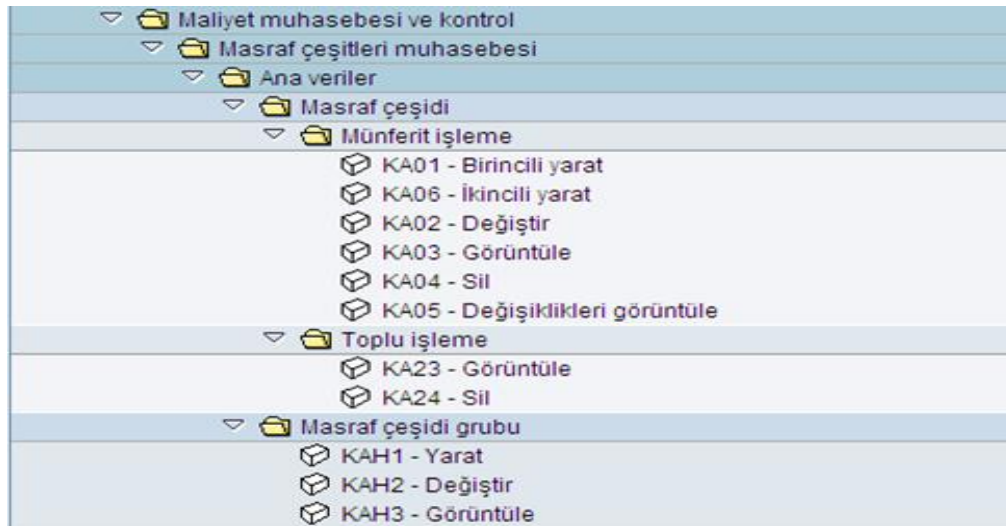 Maliyet muhasebesi ve kontrol
Masraf çeşitleri muhasebesi
Ana veriler
Masraf çeşidi
Münferit işleme
KA01 - Birincili yarat
KA06 - İkincili yarat
KA02 - Değiştir
KA03 - Görüntüle
KA04 - Sil
KA05 - Değişiklikleri görüntüle
Toplu işleme
KA23 - Görüntüle
KA24 - Sil
Masraf çeşidi grubu
KAH1 - Yarat
KAH2 - Değiştir
KAH3 - Görüntüle